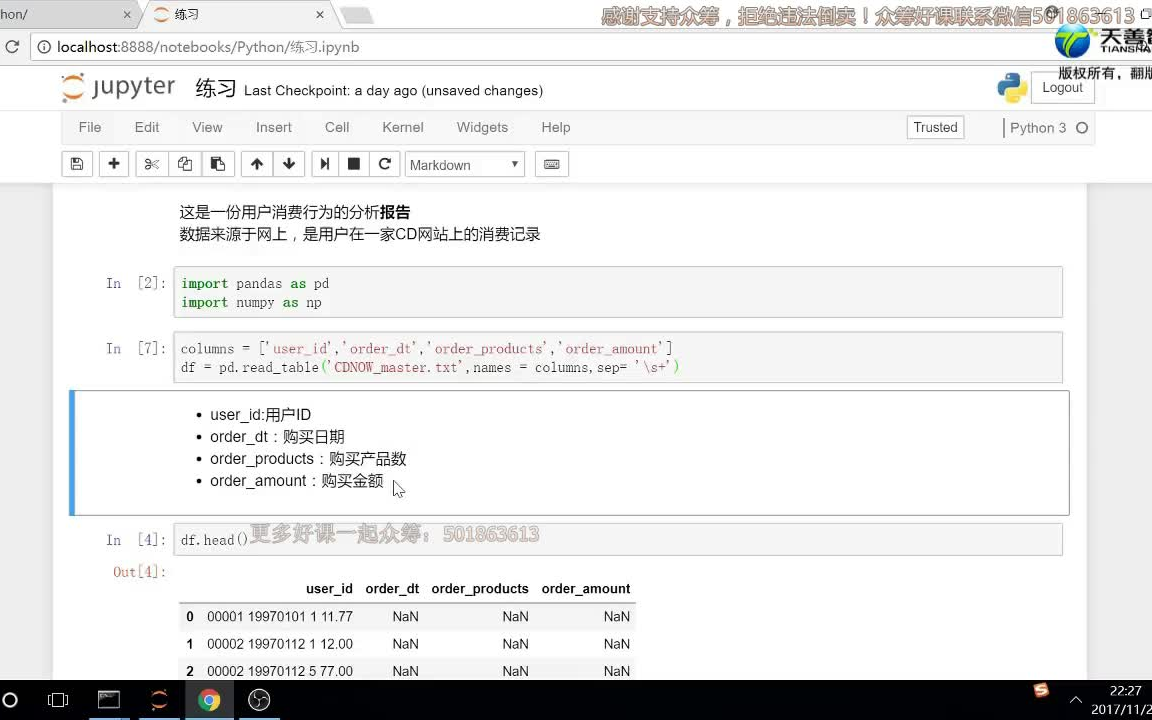 hon/
练习
感谢支持众筹，拒绝违法倒卖！众筹好课联系微信501863613
localhost:8888/notebooks/Python/练习.ipynb
天善智
TIANSHA
版权所有，翻版
jupyter 练习 Last Checkpoint: a day ago (unsaved changes)
Logout
File Edit View Insert Cell Kernel Widgets Help
Trusted
Python 3
Markdown
这是一份用户消费行为的分析报告
数据来源于网上，是用户在一家CD网站上的消费记录
In [2]: import pandas as pd
import numpy as np
In [7]: columns = ['user_id','order_dt','order_products','order_amount']
df = pd.read_table('CDNOW_master.txt',names = columns,sep= '\s+')
user_id:用户ID
order_dt：购买日期
order_products：购买产品数
order_amount：购买金额
In [4]: df.head()
更多好课一起众筹：501863613
Out[4]:
user_id order_dt order_products order_amount
0 00001 19970101 1 11.77 NaN NaN NaN
1 00002 19970112 1 12.00 NaN NaN NaN
2 00002 19970112 5 77.00 NaN NaN NaN
22:27
2017/11/2